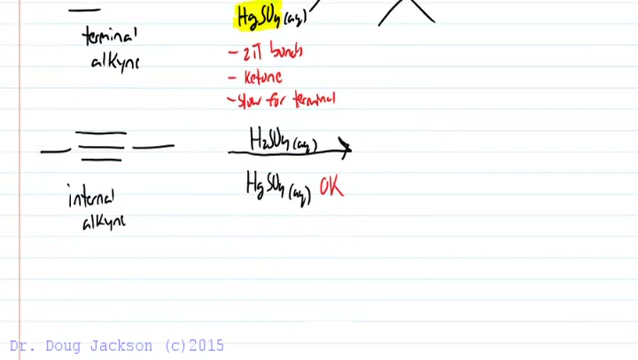 HgSO4 (aq)
terminal
alkyne
- 2π bonds
- Ketone
- Slow for terminal
H2SO4 (aq)
HgSO4 (aq) OK
internal
alkyne
Dr. Doug Jackson (c)2015